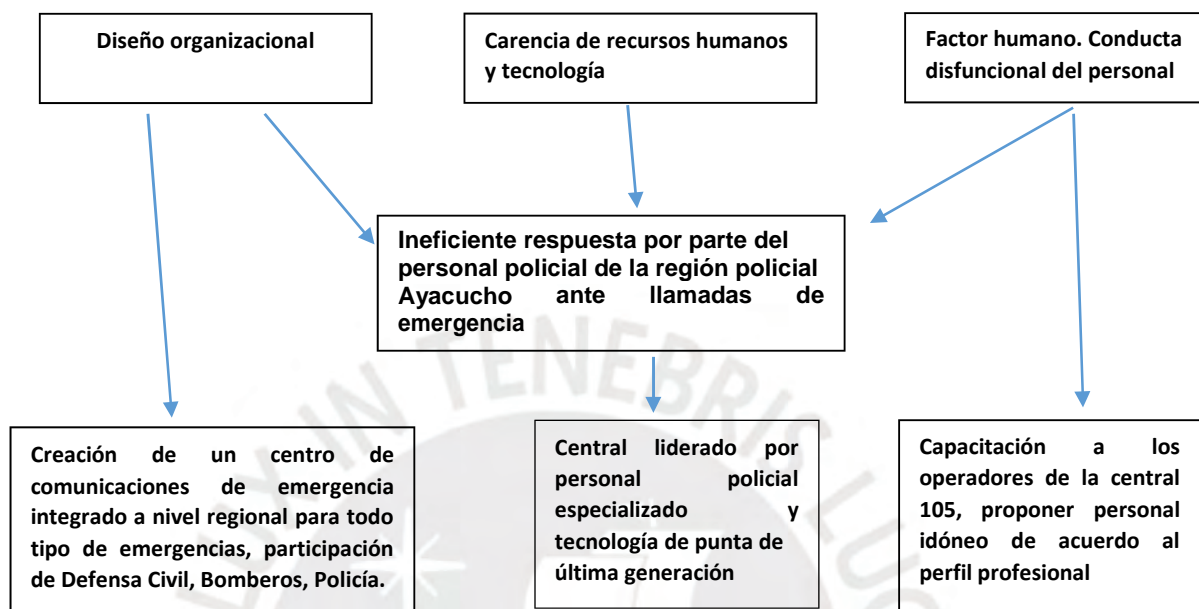 Diseño organizacional
Carencia de recursos humanos
y tecnología
Factor humano. Conducta
disfuncional del personal
Ineficiente respuesta por parte del
personal policial de la región policial
Ayacucho ante llamadas de
emergencia
Creación de un centro de
comunicaciones de emergencia
integrado a nivel regional para todo
tipo de emergencias, participación
de Defensa Civil, Bomberos, Policía.
Central liderado por
personal policial
especializado y
tecnología de punta de
última generación
Capacitación a los
operadores de la central
105, proponer personal
idóneo de acuerdo al
perfil profesional
IN TENEBRIS